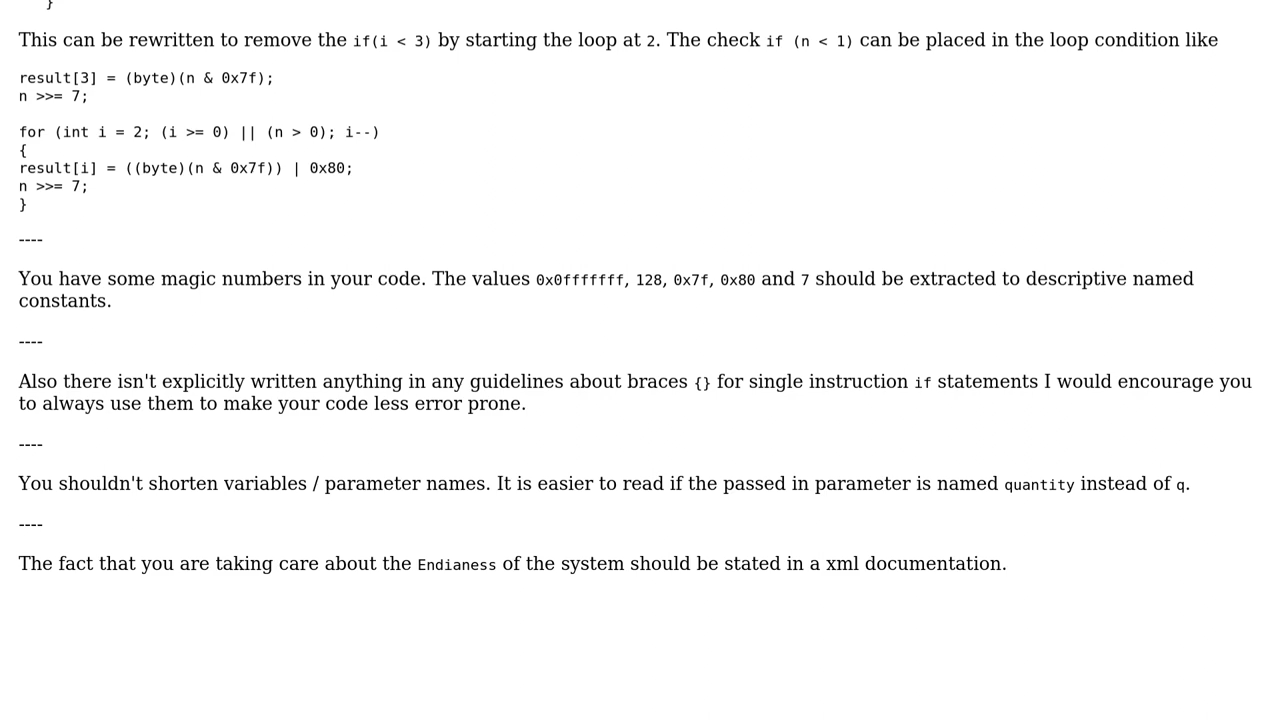 }
This can be rewritten to remove the if(i < 3) by starting the loop at 2. The check if (n < 1) can be placed in the loop condition like
result[3] = (byte)(n & 0x7f);
n >>= 7;
for (int i = 2; (i >= 0) || (n > 0); i--)
{
result[i] = ((byte)(n & 0x7f)) | 0x80;
n >>= 7;
}
----
You have some magic numbers in your code. The values 0x0fffffff, 128, 0x7f, 0x80 and 7 should be extracted to descriptive named
constants.
----
Also there isn't explicitly written anything in any guidelines about braces {} for single instruction if statements I would encourage you
to always use them to make your code less error prone.
----
You shouldn't shorten variables / parameter names. It is easier to read if the passed in parameter is named quantity instead of q.
----
The fact that you are taking care about the Endianess of the system should be stated in a xml documentation.